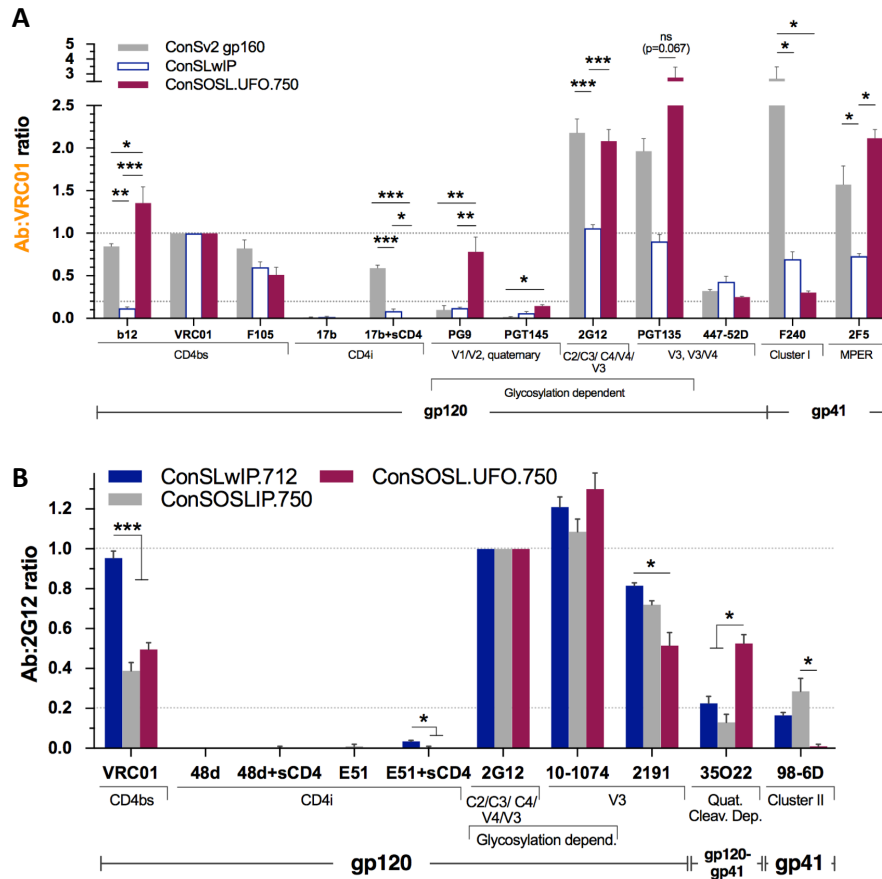 A
ConSv2 gp160
ConSLwIP
ConSOSL.UFO.750
Ab:VRC01 ratio
5
4
3
2.5
2.0
1.5
1.0
0.5
0.0
*
***
**
***
*
***
**
**
*
***
***
ns
(p=0.067)
*
*
*
*
b12 VRC01 F105 17b 17b+sCD4 PG9 PGT145 2G12 PGT135 447-52D F240 2F5
CD4bs CD4i V1/V2, quaternary C2/C3/ C4/V4/ V3 V3, V3/V4 Cluster I MPER
Glycosylation dependent
gp120 gp41
B
ConSLwIP.712 ConSOSL.UFO.750
ConSOSLIP.750
Ab:2G12 ratio
1.2
1.0
0.8
0.6
0.4
0.2
0.0
***
*
*
*
*
VRC01 48d 48d+sCD4 E51 E51+sCD4 2G12 10-1074 2191 35O22 98-6D
CD4bs CD4i C2/C3/ C4/ V4/V3 V3 Quat. Cleav. Dep. Cluster II
Glycosylation depend.
gp120 gp120-gp41 gp41